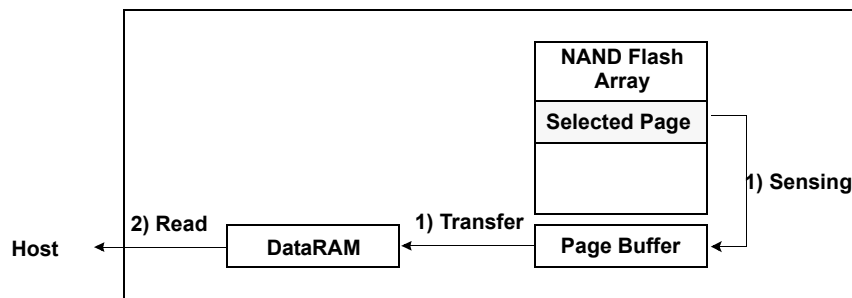 NAND Flash
Array
Selected Page
1) Sensing
2) Read
1) Transfer
Host
DataRAM
Page Buffer